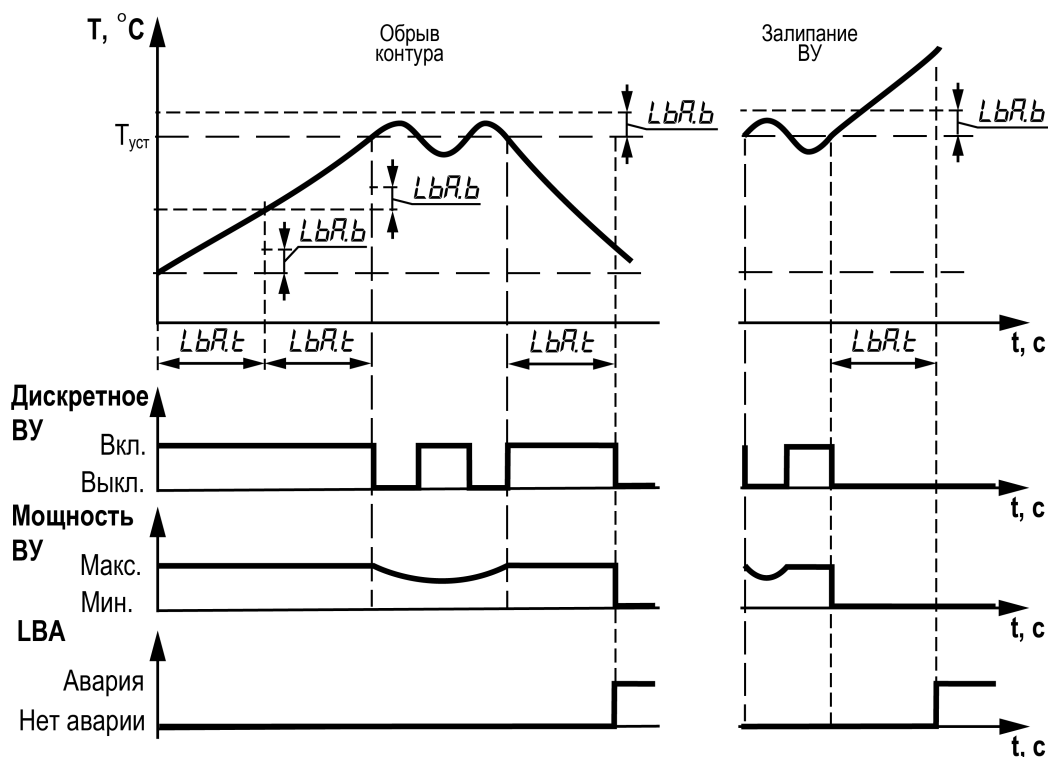 T, °C
Обрыв
контура
Залипание
ВУ
LbA.b
LbA.b
Tуст
LbA.b
LbA.b
LbA.t
LbA.t
LbA.t
LbA.t
t, c
Дискретное
ВУ
Вкл.
Выкл.
t, c
Мощность
ВУ
Макс.
Мин.
t, c
LBA
Авария
Нет аварии
t, c